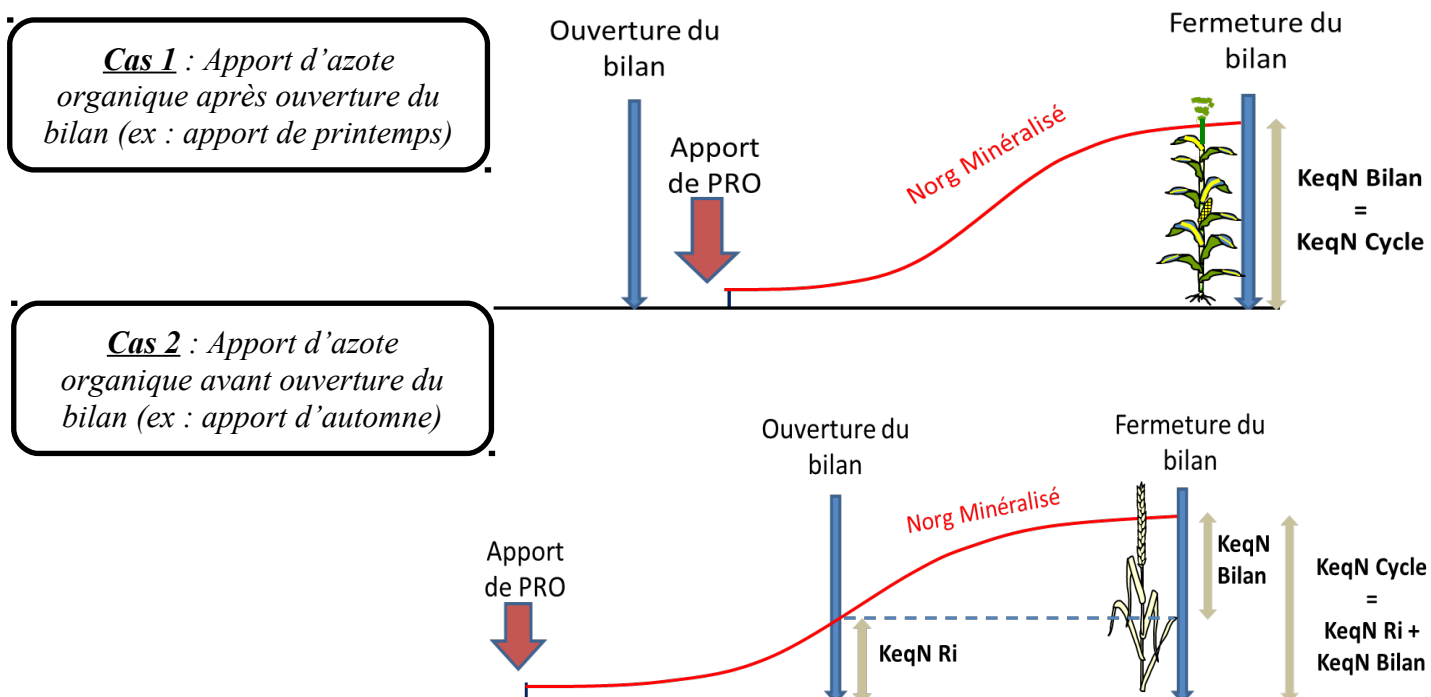 Cas 1 : Apport d’azote
organique après ouverture du
bilan (ex : apport de printemps)
Ouverture du
bilan
Fermeture du
bilan
Apport
de PRO
Norg Minéralisé
KeqN Bilan
=
KeqN Cycle
Cas 2 : Apport d’azote
organique avant ouverture du
bilan (ex : apport d’automne)
Ouverture du
bilan
Fermeture du
bilan
Apport
de PRO
Norg Minéralisé
KeqN Ri
KeqN
Bilan
KeqN Cycle
=
KeqN Ri +
KeqN Bilan